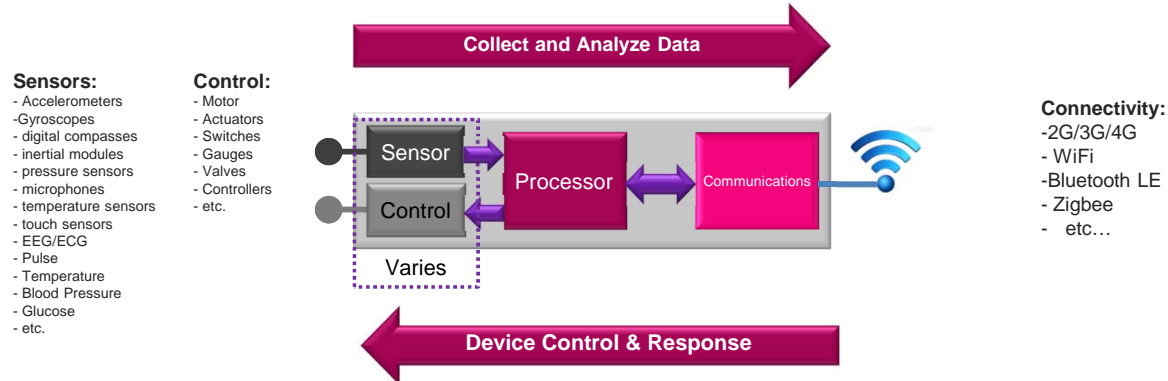 Collect and Analyze Data
Sensors:
- Accelerometers
-Gyroscopes
- digital compasses
- inertial modules
- pressure sensors
- microphones
- temperature sensors
- touch sensors
- EEG/ECG
- Pulse
- Temperature
- Blood Pressure
- Glucose
- etc.
Control:
- Motor
- Actuators
- Switches
- Gauges
- Valves
- Controllers
- etc.
Sensor
Control
Varies
Processor
Communications
Connectivity:
-2G/3G/4G
- WiFi
-Bluetooth LE
- Zigbee
- etc…
Device Control & Response